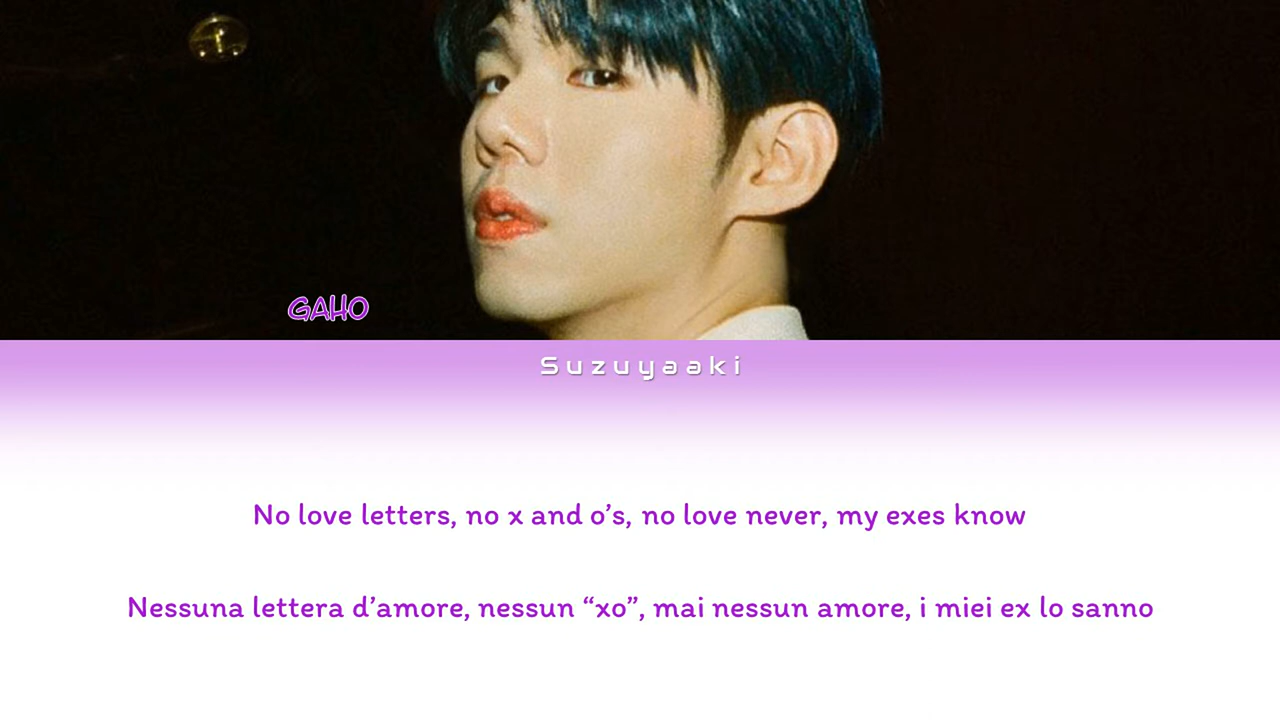 GAHO
Suzuyaaki
No love letters, no x and o’s, no love never, my exes know
Nessuna lettera d’amore, nessun “xo”, mai nessun amore, i miei ex lo sanno